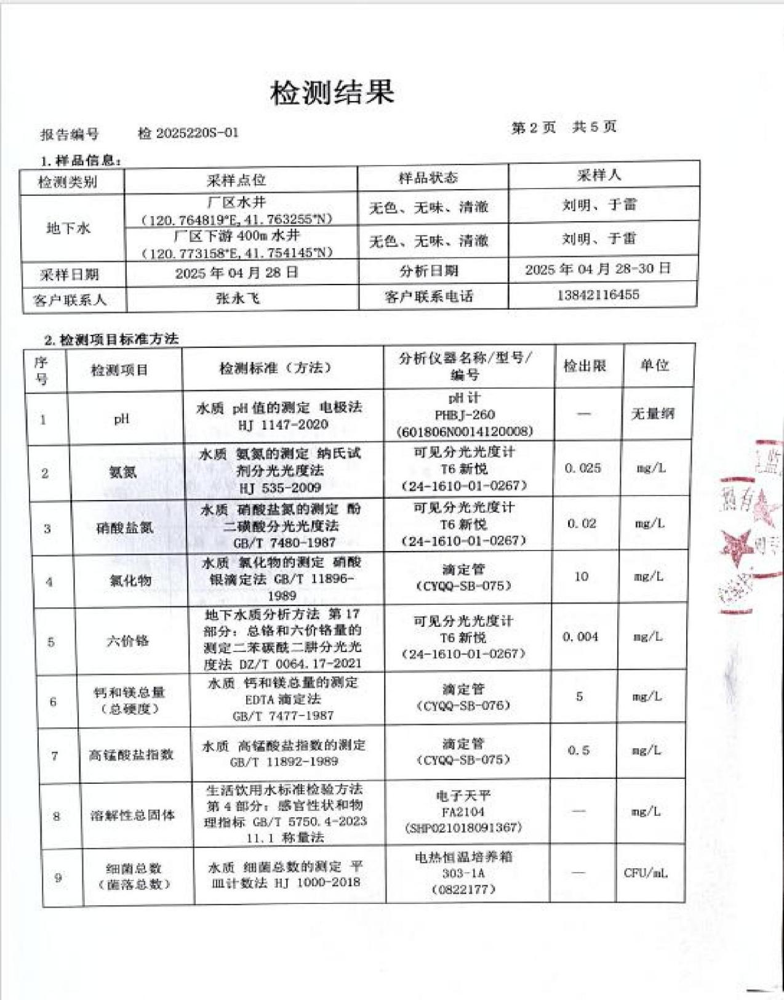 检测结果
报告编号 检 2025220S-01 第 2 页 共 5 页
1.样品信息：
检测类别 采样点位 样品状态 采样人
地下水
厂区水井
(120.764819°E,41.763255°N)
无色、无味、清澈 刘明、于雷
厂区下游 400m 水井
(120.773158°E,41.754145°N)
无色、无味、清澈 刘明、于雷
采样日期 2025 年 04 月 28 日 分析日期 2025 年 04 月 28-30 日
客户联系人 张永飞 客户联系电话 13842116455
2.检测项目标准方法
序
号
检测项目 检测标准（方法）
分析仪器名称/型号/
编号
检出限 单位
1 pH
水质 pH 值的测定 电极法
HJ 1147-2020
pH 计
PHBJ-260
(601806N0014120008)
— 无量纲
2 氨氮
水质 氨氮的测定 纳氏试
剂分光光度法
HJ 535-2009
可见分光光度计
T6 新悦
(24-1610-01-0267)
0.025 mg/L
3 硝酸盐氮
水质 硝酸盐氮的测定 酚
二磺酸分光光度法
GB/T 7480-1987
可见分光光度计
T6 新悦
(24-1610-01-0267)
0.02 mg/L
4 氯化物
水质 氯化物的测定 硝酸
银滴定法 GB/T 11896-
1989
滴定管
(CYQQ-SB-075)
10 mg/L
5 六价铬
地下水质分析方法 第 17
部分：总铬和六价铬量的
测定二苯碳酰二肼分光光
度法 DZ/T 0064.17-2021
可见分光光度计
T6 新悦
(24-1610-01-0267)
0.004 mg/L
6
钙和镁总量
（总硬度）
水质 钙和镁总量的测定
EDTA 滴定法
GB/T 7477-1987
滴定管
(CYQQ-SB-076)
5 mg/L
7 高锰酸盐指数
水质 高锰酸盐指数的测定
GB/T 11892-1989
滴定管
(CYQQ-SB-075)
0.5 mg/L
8 溶解性总固体
生活饮用水标准检验方法
第 4 部分：感官性状和物
理指标 GB/T 5750.4-2023
11.1 称量法
电子天平
FA2104
(SHP021018091367)
— mg/L
9
细菌总数
（菌落总数）
水质 细菌总数的测定 平
皿计数法 HJ 1000-2018
电热恒温培养箱
303-1A
(0822177)
— CFU/mL